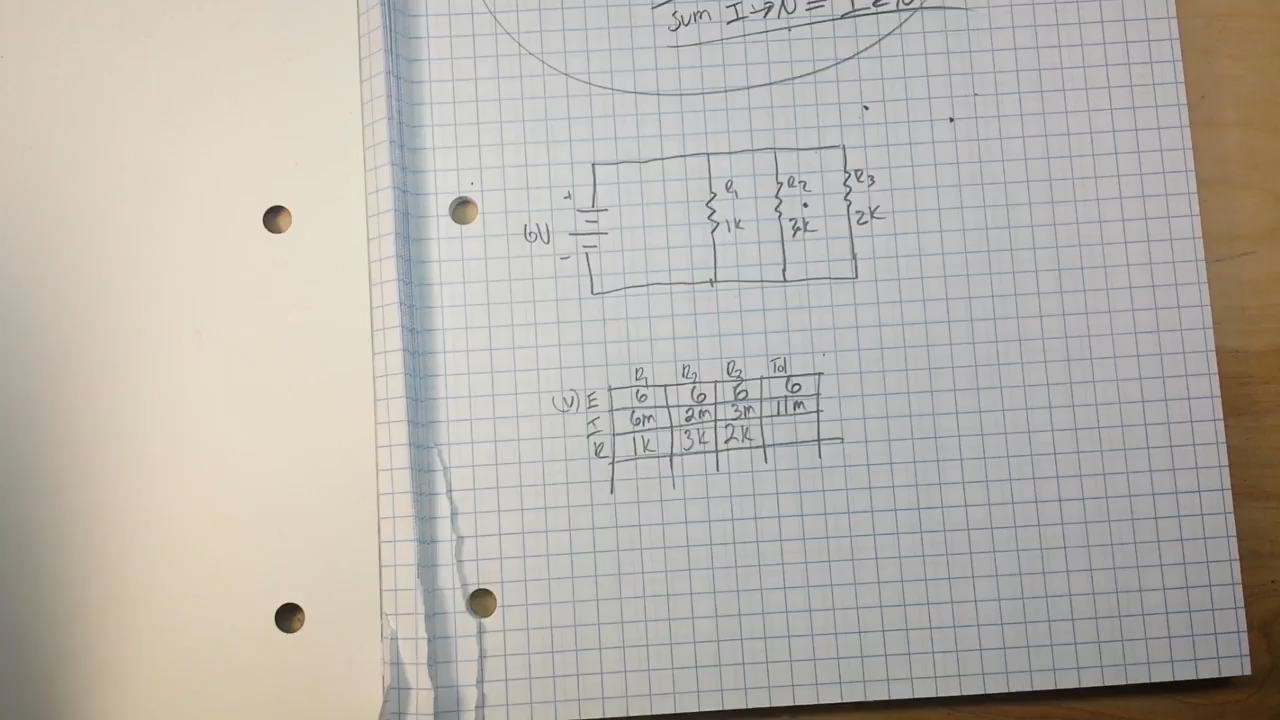 sum I→N =
+ R1 R2 R3
6V 1K 3K 2K
-
R1 R2 R3 Tot
(V) E 6 6 6 6
I 6m 2m 3m 11m
R 1K 3K 2K